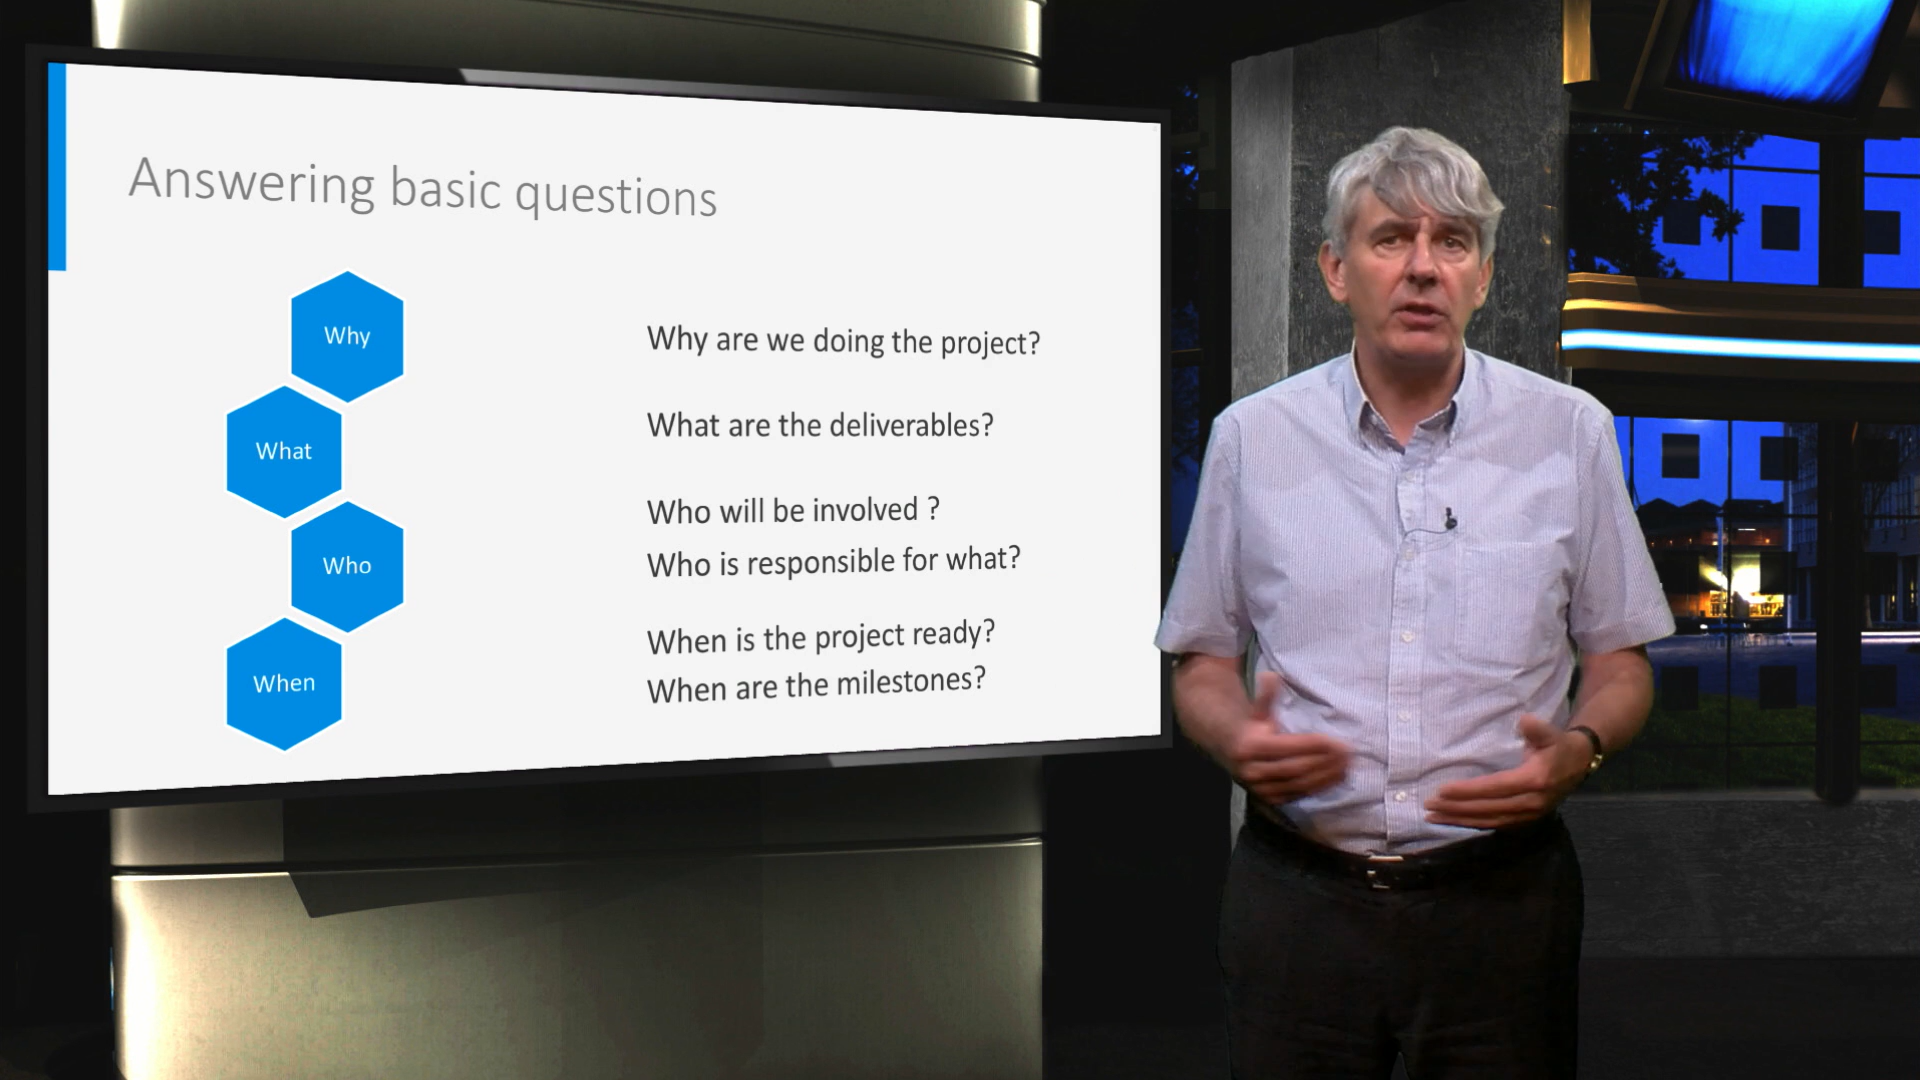 Answering basic questions
Why
Why are we doing the project?
What
What are the deliverables?
Who
Who will be involved ?
Who is responsible for what?
When
When is the project ready?
When are the milestones?